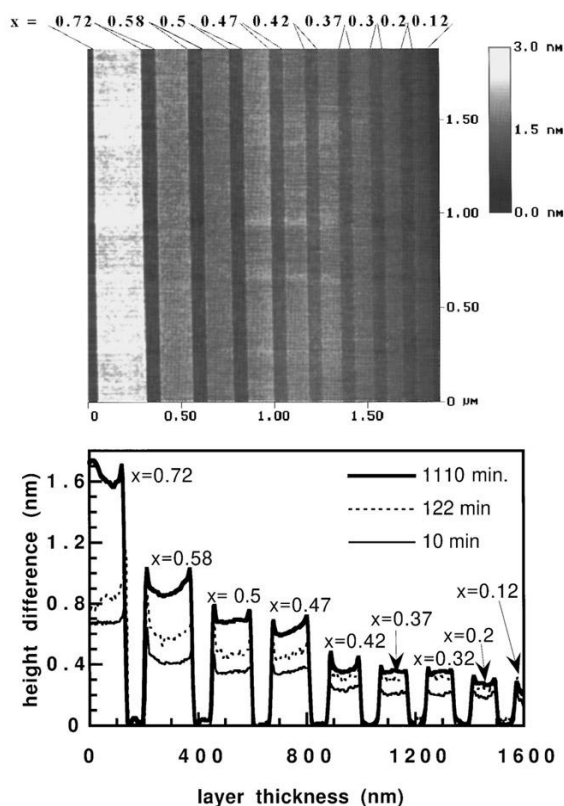 x = 0.72 0.58 0.5 0.47 0.42 0.37 0.3 0.2 0.12
3.0 nm
1.5 nm
0.0 nm
1.50
1.00
0.50
0 µM
0 0.50 1.00 1.50
height difference (nm)
1.6
1.2
0.8
0.4
0
x=0.72
x=0.58
x= 0.5
x=0.47
x=0.42
x=0.37
x=0.32
x=0.2
x=0.12
1110 min.
122 min
10 min
0 400 800 1200 1600
layer thickness (nm)